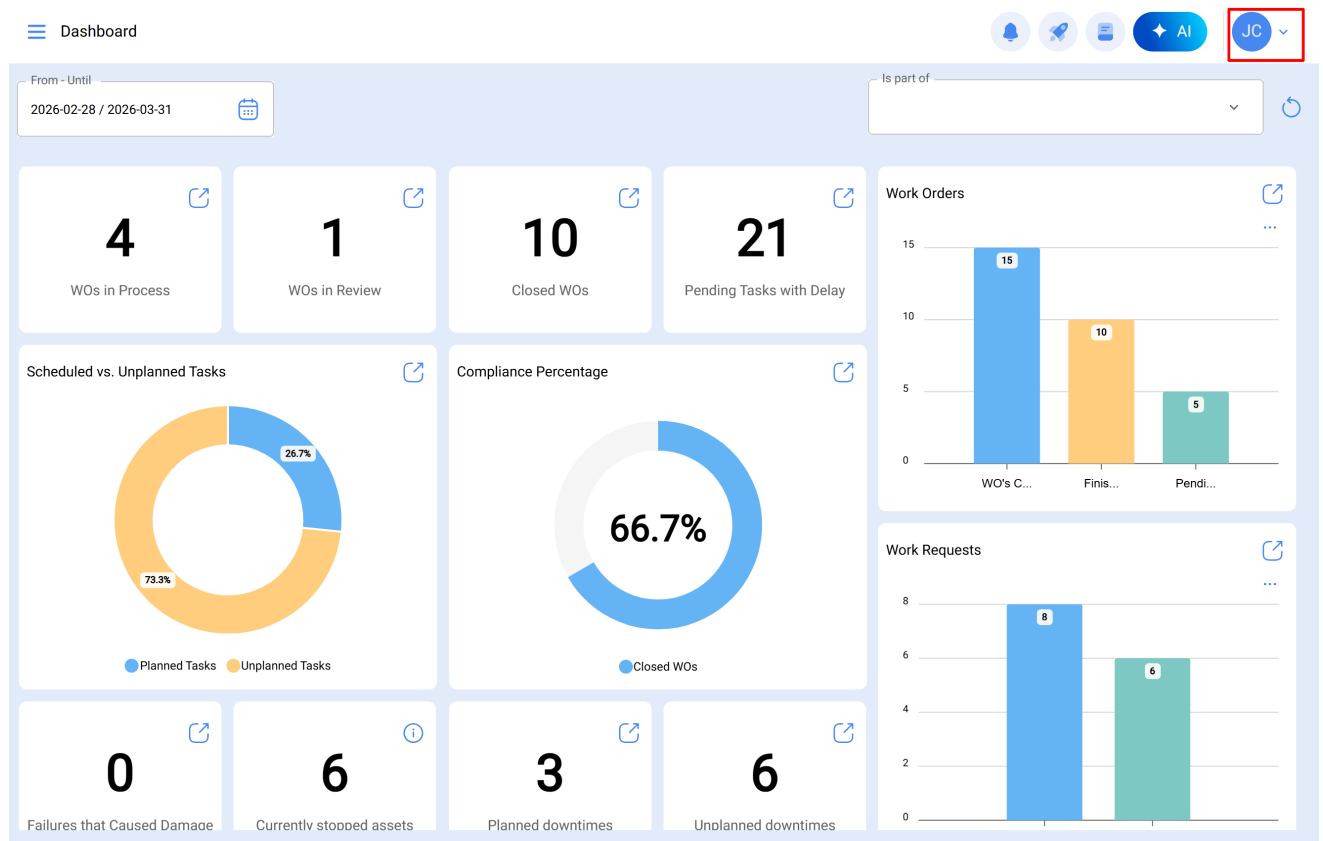 Dashboard
AI
JC
From - Until
2026-02-28 / 2026-03-31
Is part of
4
WOs in Process
1
WOs in Review
10
Closed WOs
21
Pending Tasks with Delay
Work Orders
...
15
10
5
0
15
10
5
WO's C...
Finis...
Pendi...
Scheduled vs. Unplanned Tasks
26.7%
73.3%
Planned Tasks
Unplanned Tasks
Compliance Percentage
66.7%
Closed WOs
Work Requests
...
8
6
4
2
0
8
6
0
Failures that Caused Damage
6
Currently stopped assets
3
Planned downtimes
6
Unplanned downtimes